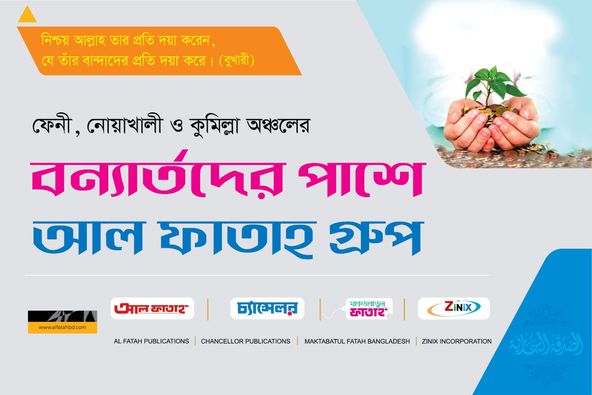 নিশ্চয় আল্লাহ তার প্রতি দয়া করেন,
যে তাঁর বান্দাদের প্রতি দয়া করে। (বুখারী)
ফেনী, নোয়াখালী ও কুমিল্লা অঞ্চলের
বন্যার্তদের পাশে
আল ফাতাহ গ্রুপ
www.alfatahbd.com
আল ফাতাহ
চ্যান্সেলর
মাকতাবাতুল
ফাতাহ
ZiNiX
AL FATAH PUBLICATIONS
CHANCELLOR PUBLICATIONS
MAKTABATUL FATAH BANGLADESH
ZINIX INCORPORATION